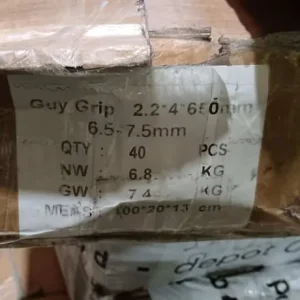 Guy Grip 2.2*4*650mm
6.5-7.5mm
QTY : 40 PCS
NW : 6.8 KG
GW : 7.4 KG
MEAS : 100*20*13 cm
depot